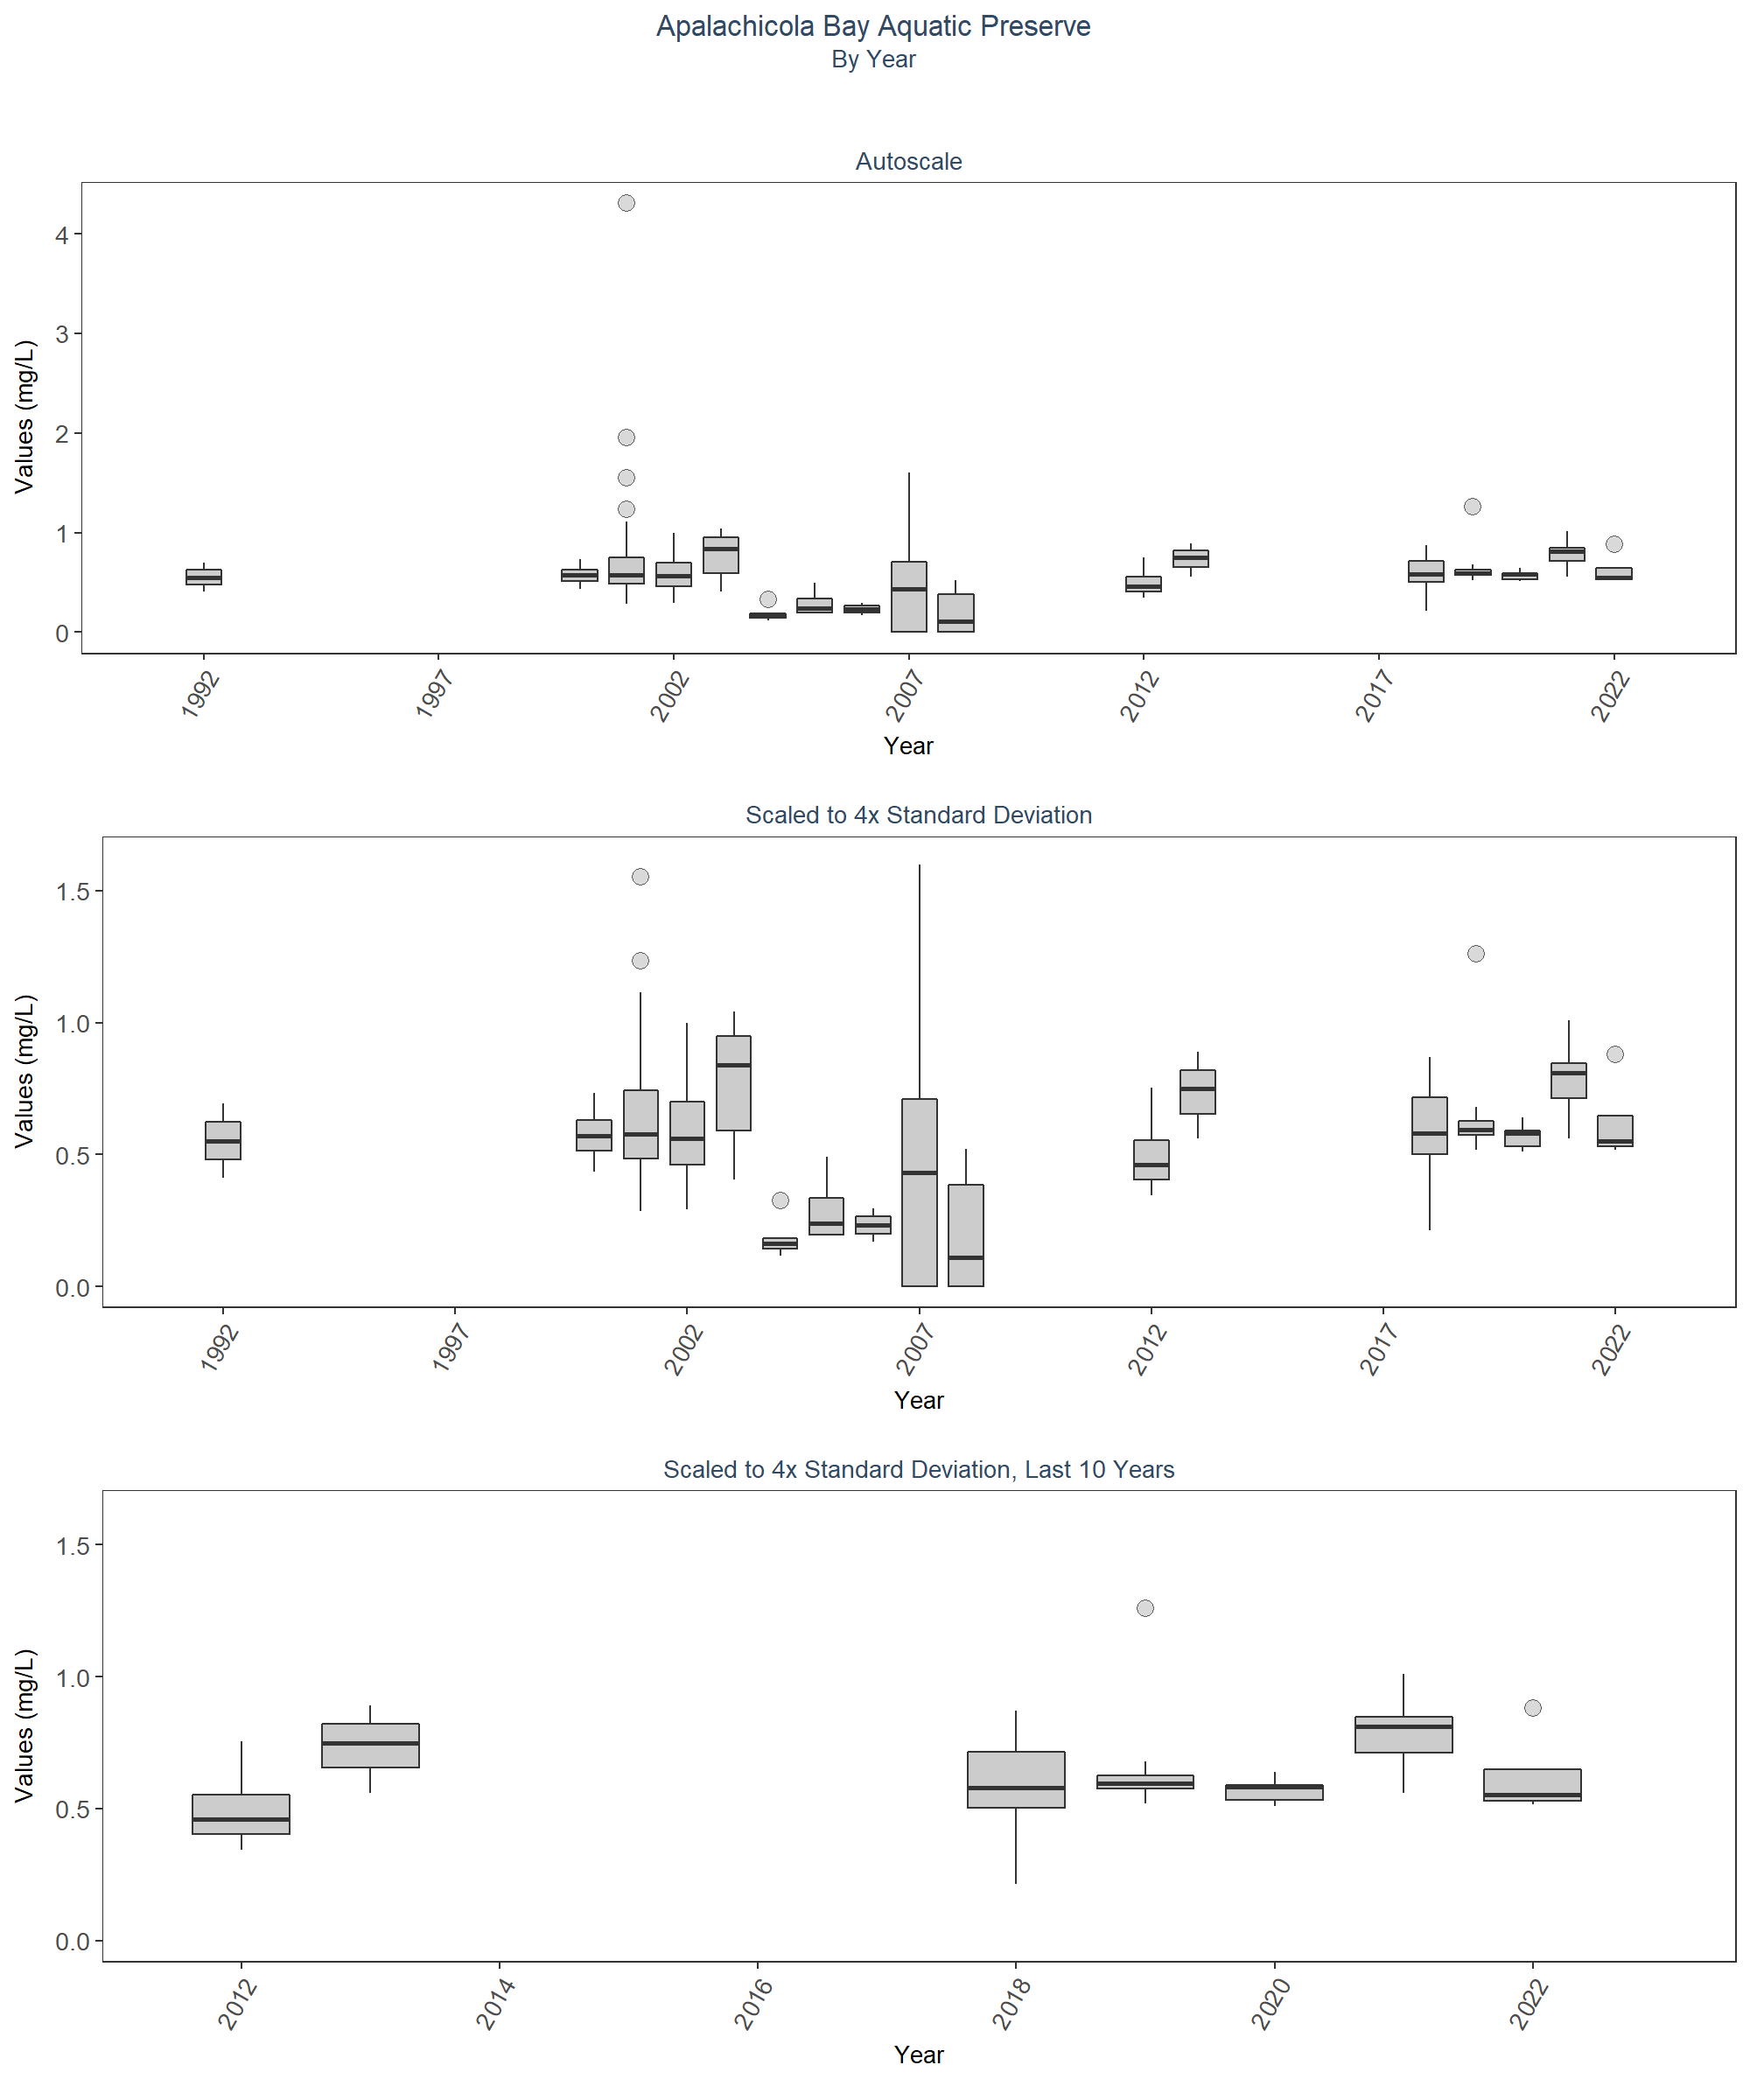 Apalachicola Bay Aquatic Preserve
By Year
Autoscale
Values (mg/L)
4
3
2
1
0
1992 1997 2002 2007 2012 2017 2022
Year
Scaled to 4x Standard Deviation
Values (mg/L)
1.5
1.0
0.5
0.0
1992 1997 2002 2007 2012 2017 2022
Year
Scaled to 4x Standard Deviation, Last 10 Years
Values (mg/L)
1.5
1.0
0.5
0.0
2012 2014 2016 2018 2020 2022
Year